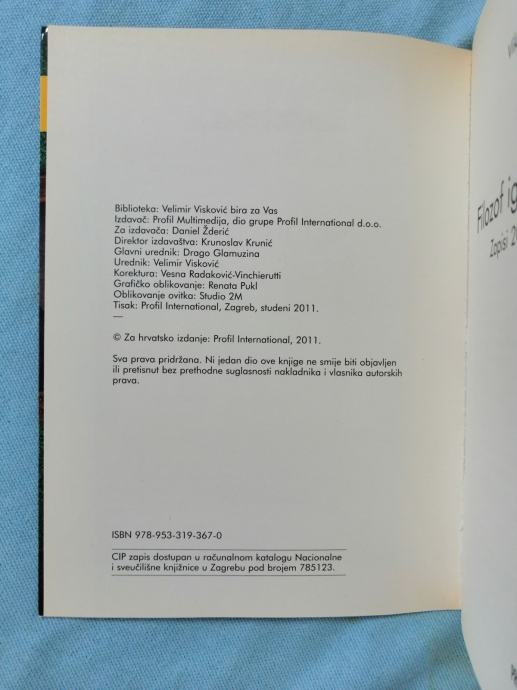 Biblioteka: Velimir Visković bira za Vas
Izdavač: Profil Multimedija, dio grupe Profil International d.o.o.
Za izdavača: Daniel Žderić
Direktor izdavaštva: Krunoslav Krunić
Glavni urednik: Drago Glamuzina
Urednik: Velimir Visković
Korektura: Vesna Radaković-Vinchierutti
Grafičko oblikovanje: Renata Pukl
Oblikovanje ovitka: Studio 2M
Tisak: Profil International, Zagreb, studeni 2011.
—
© Za hrvatsko izdanje: Profil International, 2011.
Sva prava pridržana. Ni jedan dio ove knjige ne smije biti objavljen
ili pretisnut bez prethodne suglasnosti nakladnika i vlasnika autorskih
prava.
ISBN 978-953-319-367-0
CIP zapis dostupan u računalnom katalogu Nacionalne
i sveučilišne knjižnice u Zagrebu pod brojem 785123.
Filozof ig
Zapisi 2